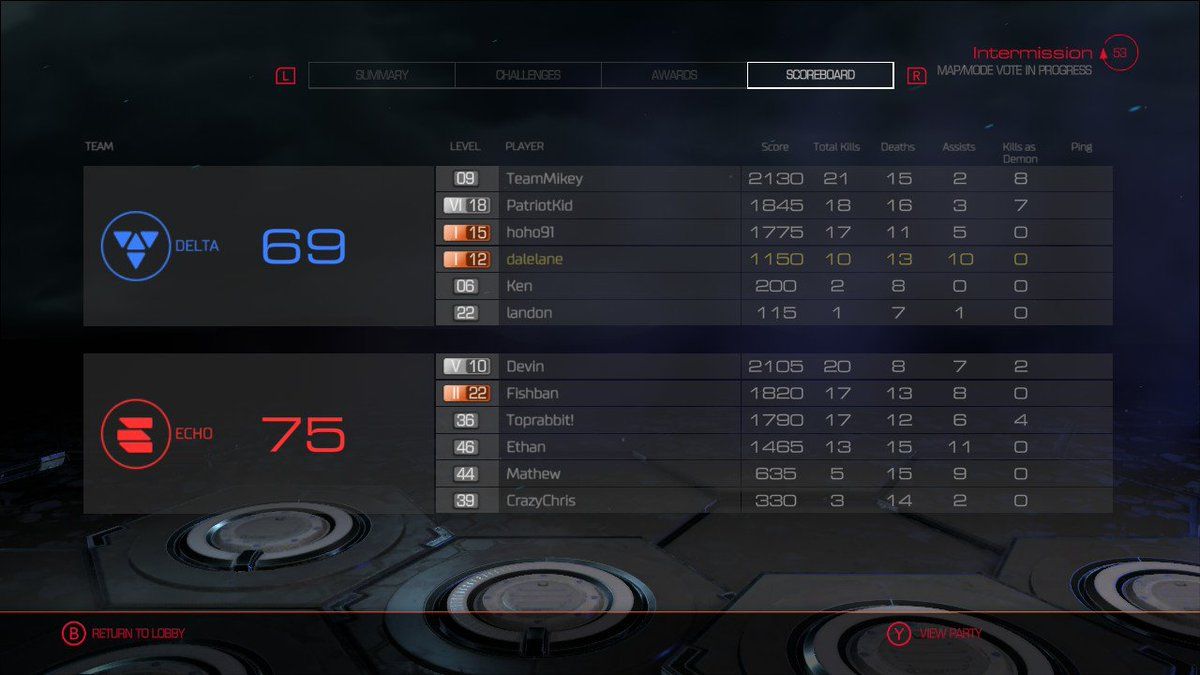 Intermission 53
L SUMMARY CHALLENGES AWARDS SCOREBOARD R MAP/MODE VOTE IN PROGRESS
TEAM LEVEL PLAYER Score Total Kills Deaths Assists Kills as Demon Ping
DELTA 69
09 TeamMikey 2130 21 15 2 8
VI 18 PatriotKid 1845 18 16 3 7
I 15 hoho91 1775 17 11 5 0
I 12 dalelane 1150 10 13 10 0
06 Ken 200 2 8 0 0
22 landon 115 1 7 1 0
ECHO 75
V 10 Devin 2105 20 8 7 2
II 22 FIshban 1820 17 13 8 0
36 Toprabbit! 1790 17 12 6 4
46 Ethan 1465 13 15 11 0
44 Mathew 635 5 15 9 0
39 CrazyChris 330 3 14 2 0
B RETURN TO LOBBY Y VIEW PARTY